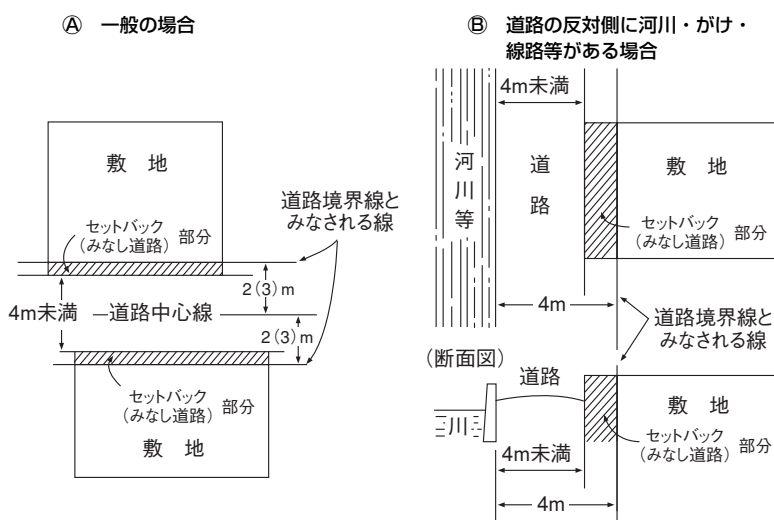 Ⓐ 一般の場合
敷 地
セットバック
(みなし道路)部分
道路境界線と
みなされる線
2(3)m
4m未満
道路中心線
2(3)m
セットバック
(みなし道路)部分
敷 地
Ⓑ 道路の反対側に河川・がけ・
線路等がある場合
4m未満
河川等
道路
敷 地
セットバック
(みなし道路)部分
4m
道路境界線と
みなされる線
(断面図)
道路
川
敷 地
セットバック
(みなし道路)部分
4m未満
4m